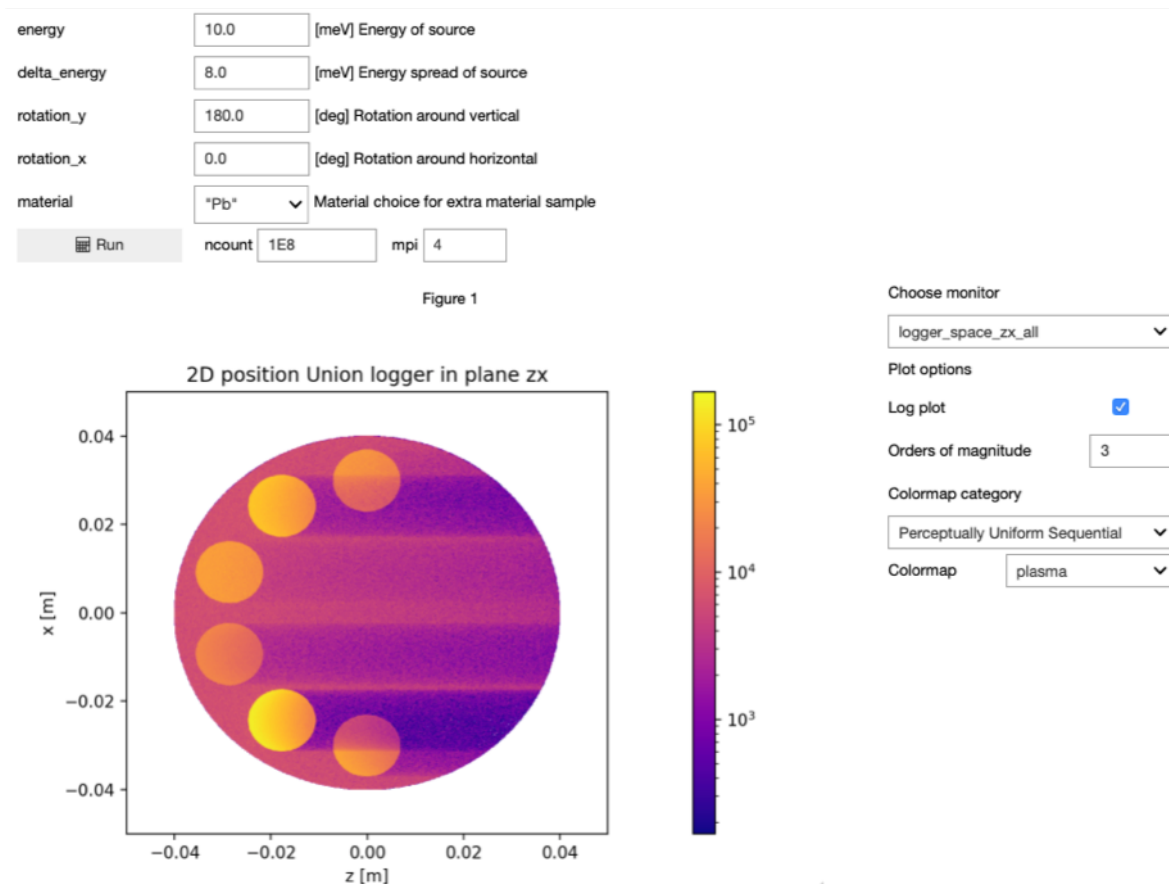 energy 10.0 [meV] Energy of source
delta_energy 8.0 [meV] Energy spread of source
rotation_y 180.0 [deg] Rotation around vertical
rotation_x 0.0 [deg] Rotation around horizontal
material "Pb" Material choice for extra material sample
Run ncount 1E8 mpi 4
Figure 1
2D position Union logger in plane zx
0.04
0.02
0.00
−0.02
−0.04
x [m]
−0.04 −0.02 0.00 0.02 0.04
z [m]
10⁵
10⁴
10³
Choose monitor
logger_space_zx_all
Plot options
Log plot
Orders of magnitude 3
Colormap category
Perceptually Uniform Sequential
Colormap plasma